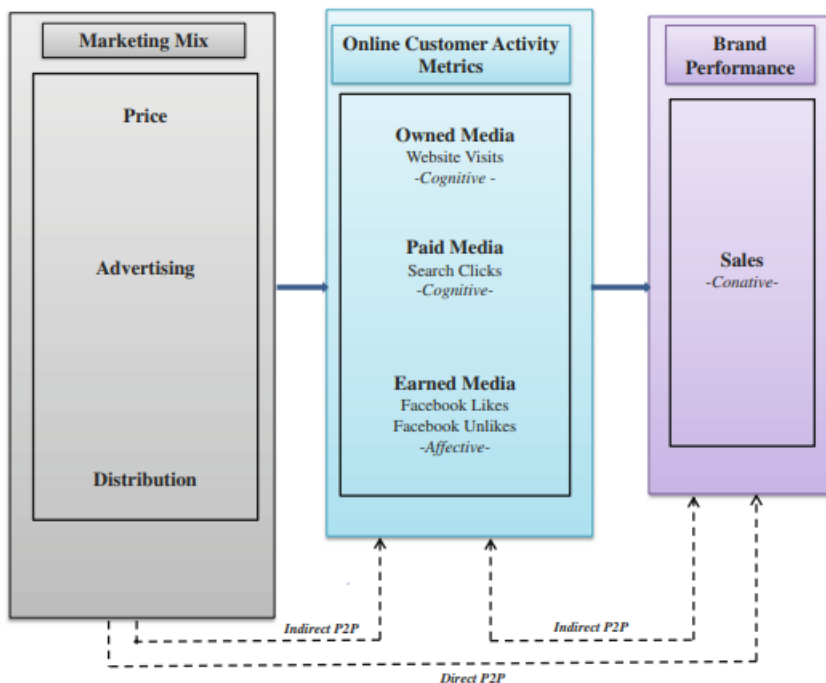 Marketing Mix
Price
Advertising
Distribution
Online Customer Activity
Metrics
Owned Media
Website Visits
-Cognitive -
Paid Media
Search Clicks
-Cognitive-
Earned Media
Facebook Likes
Facebook Unlikes
-Affective-
Brand
Performance
Sales
-Conative-
Indirect P2P
Indirect P2P
Direct P2P